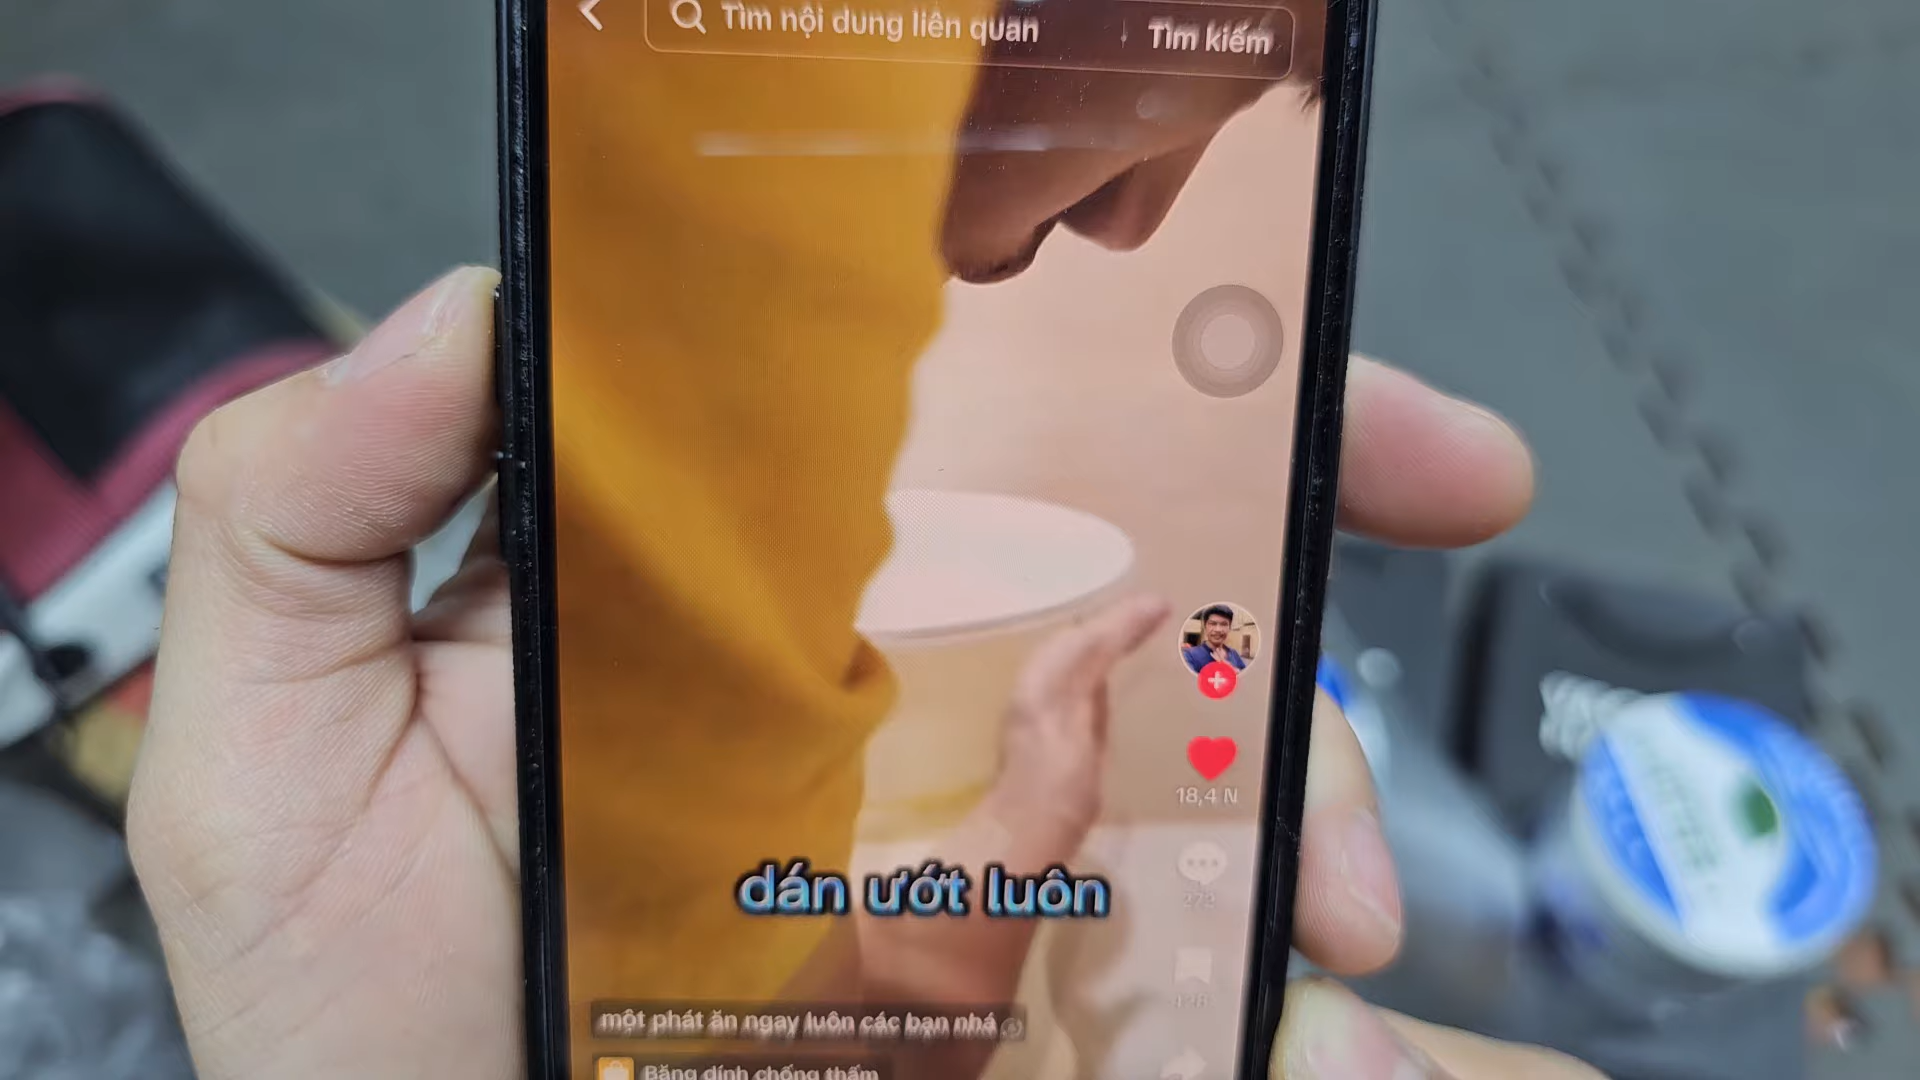 Tìm nội dung liên quan
Tìm kiếm
18,4 N
272
dán ướt luôn
một phát ăn ngay luôn các bạn nhá
Băng dính chống thấm